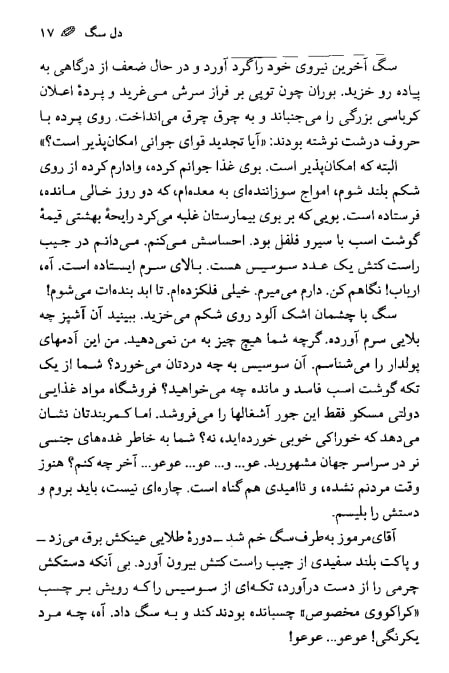 دل سگ ۱۷
سگ آخرین نیروی خود را گرد آورد و در حال ضعف از درگاهی به
پیاده رو خزید. بوران چون توپی بر فراز سرش می‌غرید و پردهٔ اعلان
کرباسی بزرگی را می‌جنباند و به چرق چرق می‌انداخت. روی پرده با
حروف درشت نوشته بودند: «آیا تجدید قوای جوانی امکان‌پذیر است؟»
البته که امکان‌پذیر است. بوی غذا جوانم کرده، وادارم کرده از روی
شکم بلند شوم، امواج سوزاننده‌ای به معده‌ام، که دو روز خالی مانده،
فرستاده است. بویی که بر بوی بیمارستان غلبه می‌کرد رایحهٔ بهشتی قیمهٔ
گوشت اسب با سیر و فلفل بود. احساسش می‌کنم. می‌دانم در جیب
راست کتش یک عدد سوسیس هست. بالای سرم ایستاده است. آه،
ارباب! نگاهم کن. دارم می‌میرم. خیلی فلکزده‌ام. تا ابد بنده‌ات می‌شوم!
سگ با چشمان اشک آلود روی شکم می‌خزید. ببینید آن آشپز چه
بلایی سرم آورده. گرچه شما هیچ چیز به من نمی‌دهید. من این آدمهای
پولدار را می‌شناسم. آن سوسیس به چه دردتان می‌خورد؟ شما از یک
تکه گوشت اسب فاسد و مانده چه می‌خواهید؟ فروشگاه مواد غذایی
دولتی مسکو فقط این جور آشغالها را می‌فروشد. اما کمربندتان نشان
می‌دهد که خوراکی خوبی خورده‌اید، نه؟ شما به خاطر غده‌های جنسی
نر در سراسر جهان مشهورید. عو... و... عو... عوعو... آخر چه کنم؟ هنوز
وقت مردنم نشده، و ناامیدی هم گناه است. چاره‌ای نیست، باید بروم و
دستش را بلیسم.
آقای مرموز به‌طرف سگ خم شد ــ دورهٔ طلایی عینکش برق می‌زد ــ
و پاکت بلند سفیدی از جیب راست کتش بیرون آورد. بی آنکه دستکش
چرمی را از دست درآورد، تکه‌ای از سوسیس را که رویش بر چسب
«کراکووی مخصوص» چسبانده بودند کند و به سگ داد. آه، چه مرد
یکرنگی! عوعو... عوعو!